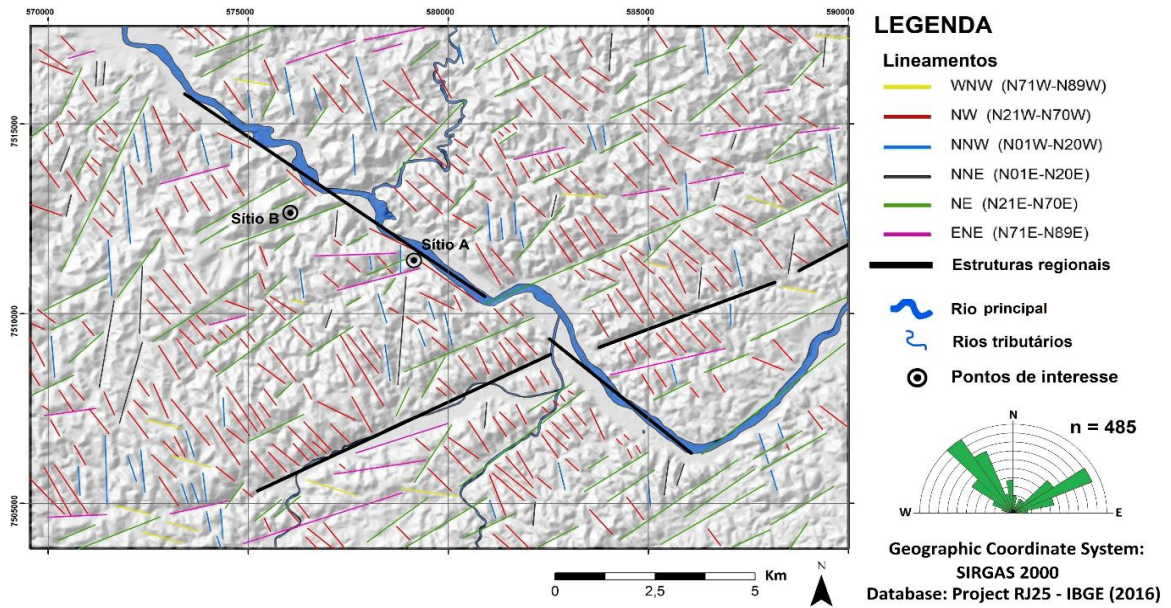 570000 575000 580000 585000 590000
7515000
7510000
7505000
Sítio B
Sítio A
LEGENDA
Lineamentos
WNW (N71W-N89W)
NW (N21W-N70W)
NNW (N01W-N20W)
NNE (N01E-N20E)
NE (N21E-N70E)
ENE (N71E-N89E)
Estruturas regionais
Rio principal
Rios tributários
Pontos de interesse
N
n = 485
W E
Geographic Coordinate System:
SIRGAS 2000
Database: Project RJ25 - IBGE (2016)
0 2,5 5 Km
N